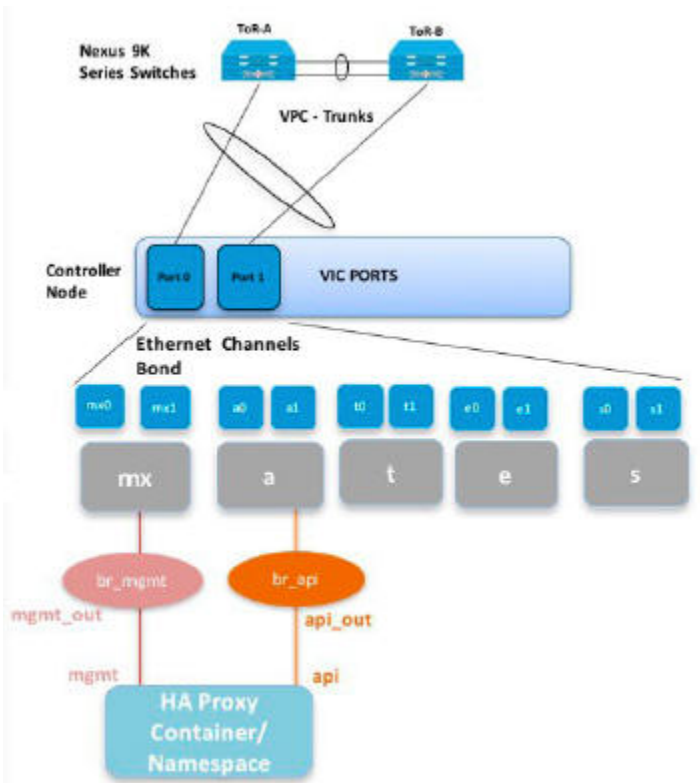 ToR-A
ToR-B
Nexus 9K
Series Switches
VPC - Trunks
Controller
Node
Port 0
Port 1
VIC PORTS
Ethernet Channels
Bond
mx0
mx1
a0
a1
t0
t1
e0
e1
s0
s1
mx
a
t
e
s
br_mgmt
br_api
mgmt_out
api_out
mgmt
api
HA Proxy
Container/
Namespace